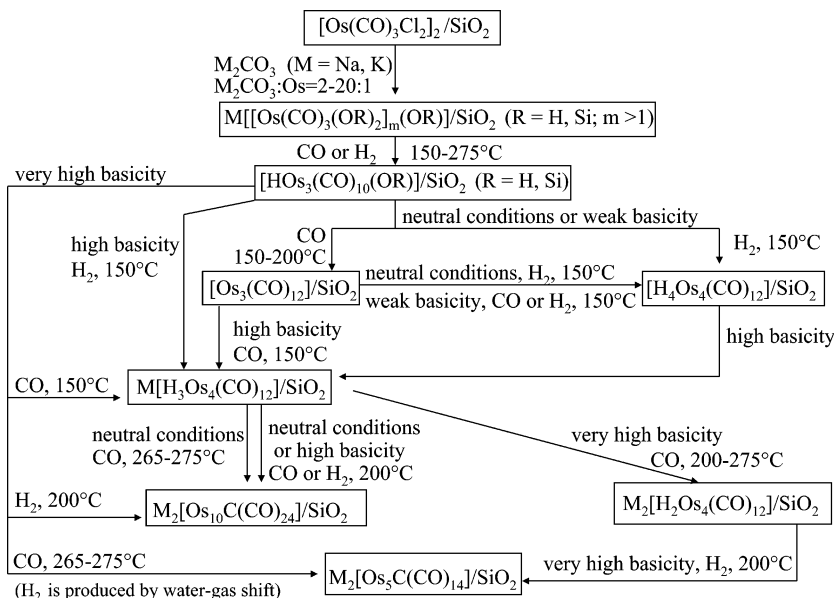 [Os(CO)₃Cl₂]₂ /SiO₂
M₂CO₃ (M = Na, K)
M₂CO₃:Os=2-20:1
M[[Os(CO)₃(OR)₂]ₘ(OR)]/SiO₂ (R = H, Si; m >1)
CO or H₂ 150-275°C
very high basicity
[HOs₃(CO)₁₀(OR)]/SiO₂ (R = H, Si)
neutral conditions or weak basicity
high basicity
H₂, 150°C
CO
150-200°C
H₂, 150°C
[Os₃(CO)₁₂]/SiO₂
neutral conditions, H₂, 150°C
weak basicity, CO or H₂, 150°C
[H₄Os₄(CO)₁₂]/SiO₂
high basicity
CO, 150°C
high basicity
CO, 150°C
M[H₃Os₄(CO)₁₂]/SiO₂
neutral conditions
CO, 265-275°C
neutral conditions
or high basicity
CO or H₂, 200°C
very high basicity
CO, 200-275°C
H₂, 200°C
M₂[Os₁₀C(CO)₂₄]/SiO₂
M₂[H₂Os₄(CO)₁₂]/SiO₂
CO, 265-275°C
(H₂ is produced by water-gas shift)
M₂[Os₅C(CO)₁₄]/SiO₂
very high basicity, H₂, 200°C